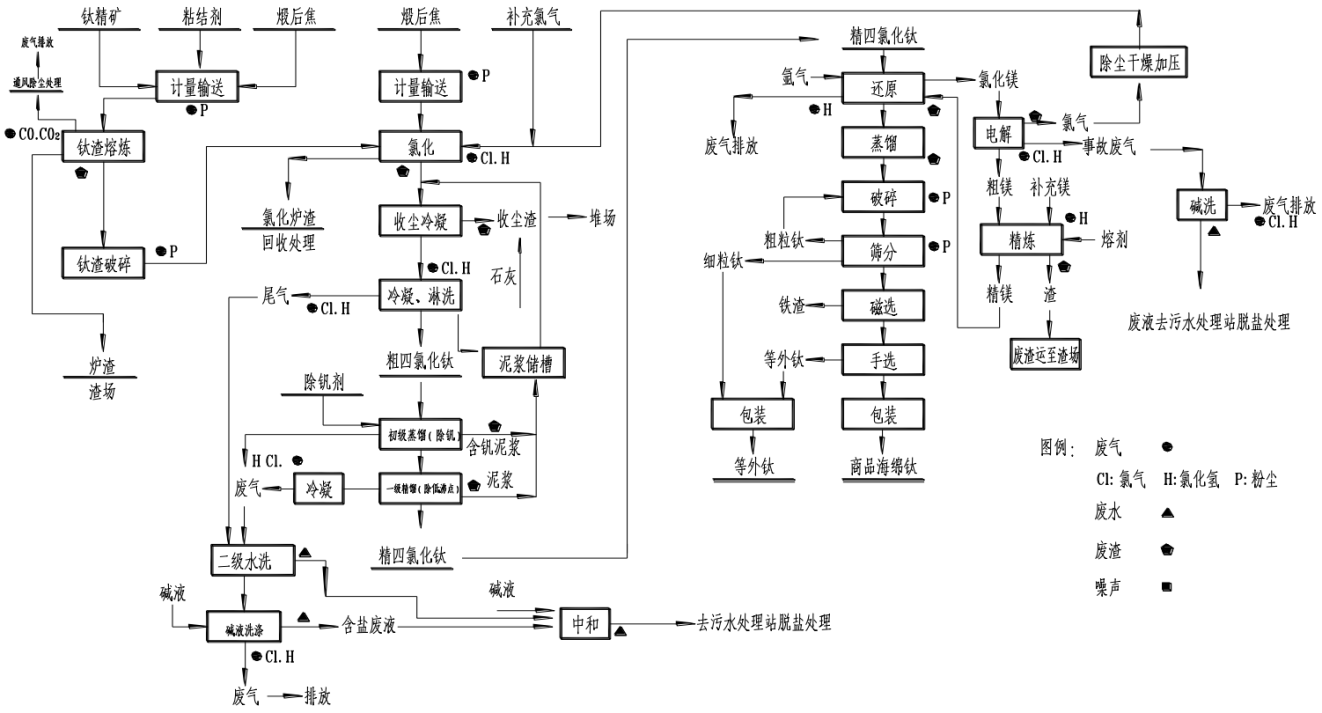 钛精矿
粘结剂
煅后焦
煅后焦
补充氯气
精四氯化钛
废气排放
通风除尘处理
计量输送
P
计量输送
P
氩气
还原
氯化镁
除尘干燥加压
H
CO.CO₂
钛渣熔炼
氯化
Cl.H
废气排放
蒸馏
电解
氯气
Cl.H
事故废气
氯化炉渣
回收处理
收尘冷凝
收尘渣
堆场
破碎
P
粗镁
补充镁
碱洗
废气排放
Cl.H
钛渣破碎
P
Cl.H
石灰
粗粒钛
细粒钛
筛分
P
H
精炼
熔剂
尾气
Cl.H
冷凝、淋洗
铁渣
磁选
精镁
渣
废液去污水处理站脱盐处理
炉渣
渣场
粗四氯化钛
泥浆储槽
等外钛
手选
废渣运至渣场
除钒剂
包装
包装
初级蒸馏(除钒)
含钒泥浆
图例:
废气
H Cl.
等外钛
商品海绵钛
Cl:氯气 H:氯化氢 P:粉尘
废气
冷凝
一级精馏(除低沸点)
泥浆
废水
二级水洗
精四氯化钛
废渣
碱液
碱液
噪声
碱液洗涤
含盐废液
中和
去污水处理站脱盐处理
Cl.H
废气
排放